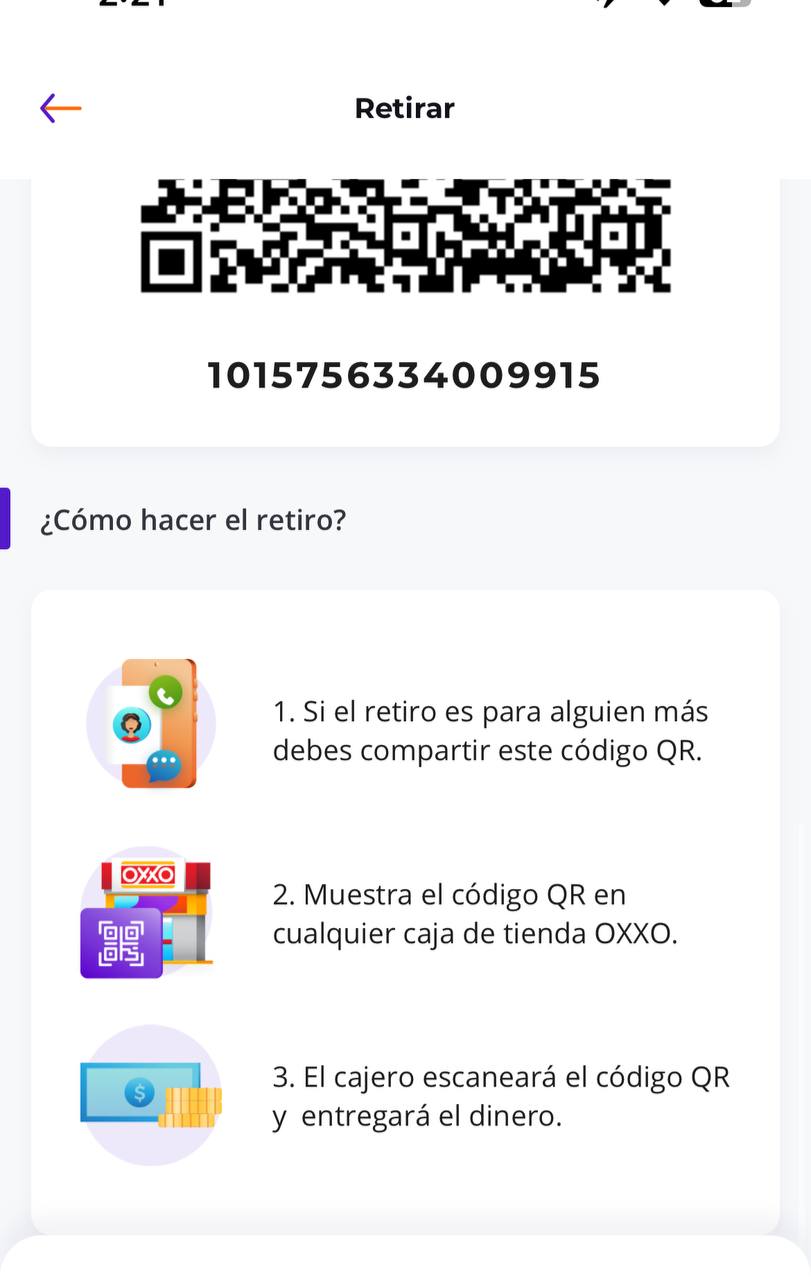 2:21
Retirar
1015756334009915
¿Cómo hacer el retiro?
1. Si el retiro es para alguien más
debes compartir este código QR.
OXXO
2. Muestra el código QR en
cualquier caja de tienda OXXO.
$
3. El cajero escaneará el código QR
y  entregará el dinero.